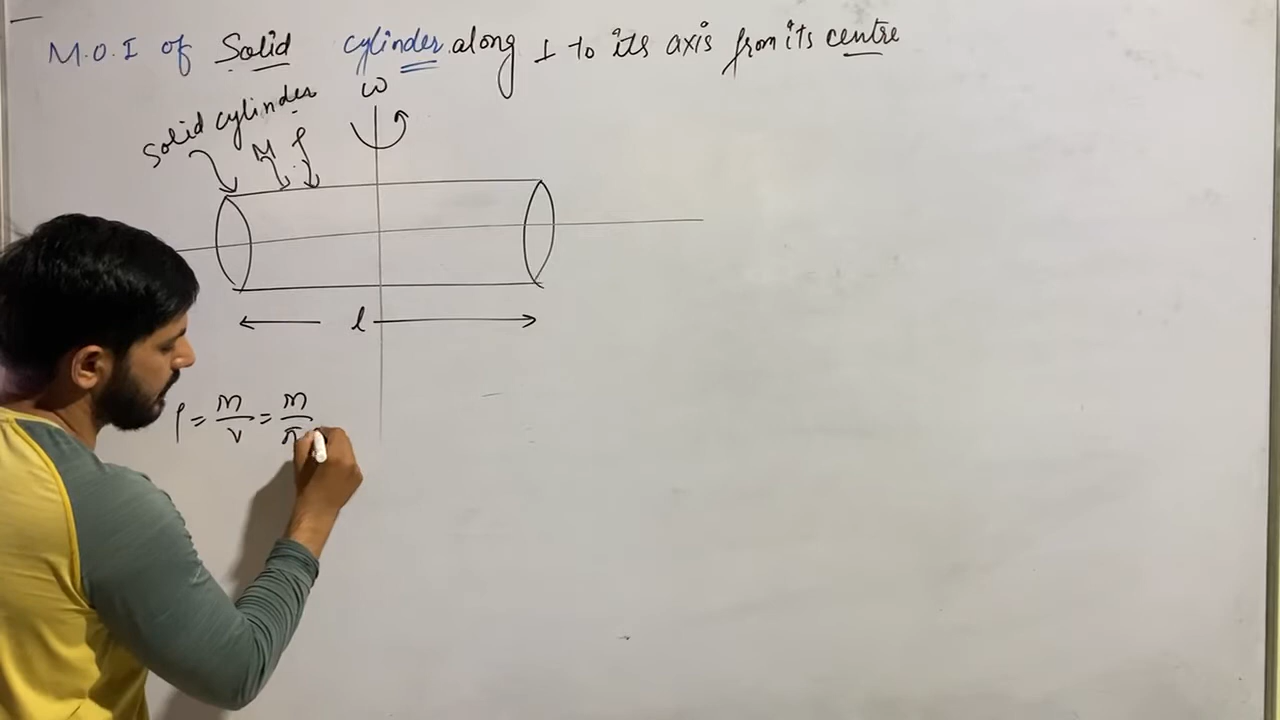 M.O.I of Solid cylinder along ⊥ to its axis from its centre
ω
Solid cylinder
M ρ
l
ρ = m/v = m/π